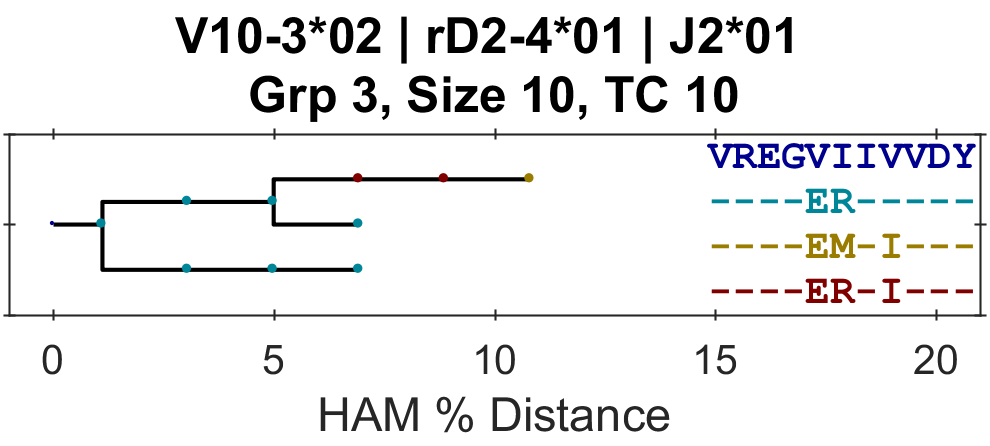 V10-3*02 | rD2-4*01 | J2*01
Grp 3, Size 10, TC 10
VREGVIIVVDY
----ER-----
----EM-I---
----ER-I---
0 5 10 15 20
HAM % Distance